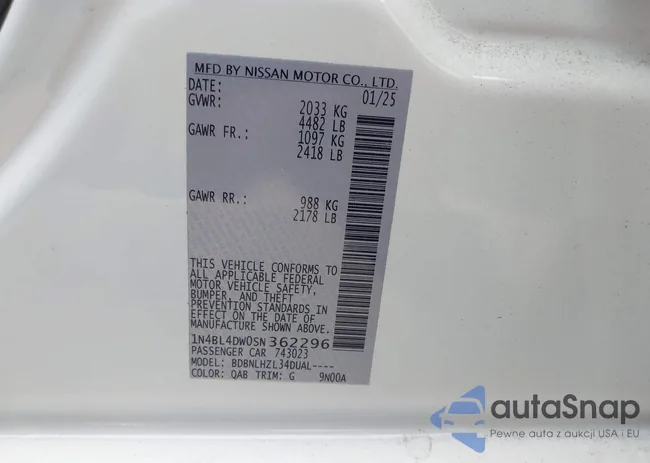 MFD BY NISSAN MOTOR CO., LTD.
DATE: 01/25
GVWR: 2033 KG
4482 LB
GAWR FR.: 1097 KG
2418 LB
GAWR RR.: 988 KG
2178 LB
THIS VEHICLE CONFORMS TO
ALL APPLICABLE FEDERAL
MOTOR VEHICLE SAFETY,
BUMPER, AND THEFT
PREVENTION STANDARDS IN
EFFECT ON THE DATE OF
MANUFACTURE SHOWN ABOVE.
1N4BL4DW0SN362296
PASSENGER CAR 743023
MODEL: BDBNLHZL34DUAL----
COLOR: QAB TRIM: G 9N00A
autaSnap
Pewne auta z aukcji USA i EU